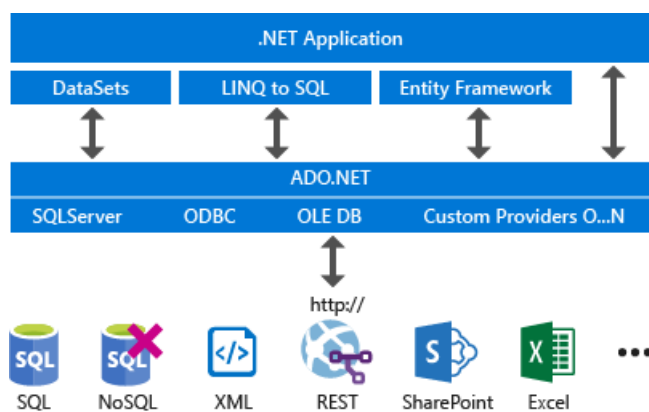 .NET Application
DataSets LINQ to SQL Entity Framework
ADO.NET
SQLServer ODBC OLE DB Custom Providers O...N
http://
SQL SQL </> S X
SQL NoSQL XML REST SharePoint Excel